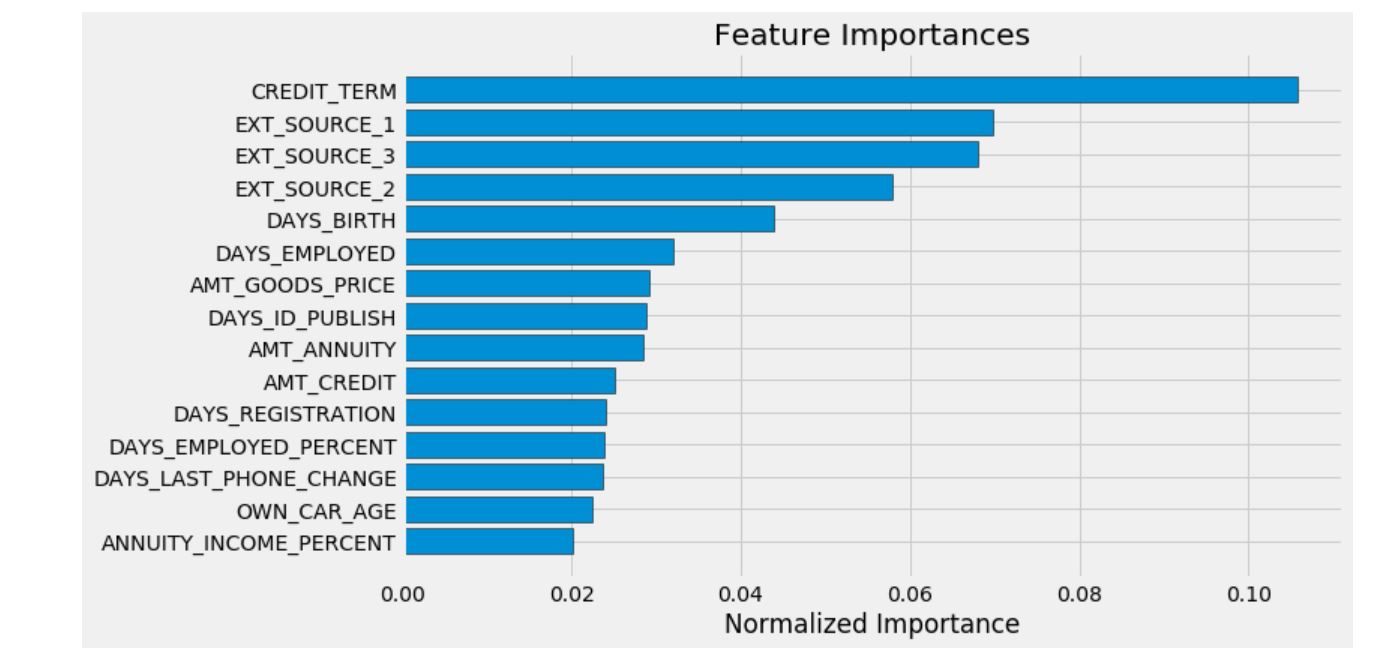 Feature Importances
CREDIT_TERM
EXT_SOURCE_1
EXT_SOURCE_3
EXT_SOURCE_2
DAYS_BIRTH
DAYS_EMPLOYED
AMT_GOODS_PRICE
DAYS_ID_PUBLISH
AMT_ANNUITY
AMT_CREDIT
DAYS_REGISTRATION
DAYS_EMPLOYED_PERCENT
DAYS_LAST_PHONE_CHANGE
OWN_CAR_AGE
ANNUITY_INCOME_PERCENT
0.00 0.02 0.04 0.06 0.08 0.10
Normalized Importance